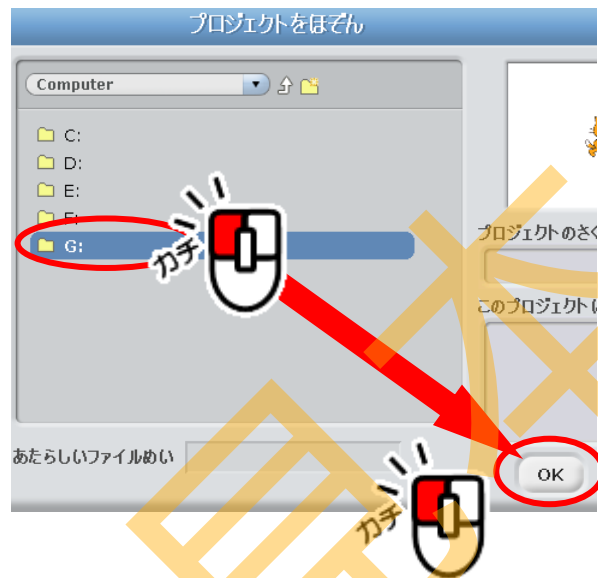 プロジェクトをほぞん
Computer
C:
D:
E:
F:
G:
カチ
プロジェクトのさく
このプロジェクトに
あたらしいファイルめい
OK
カチ